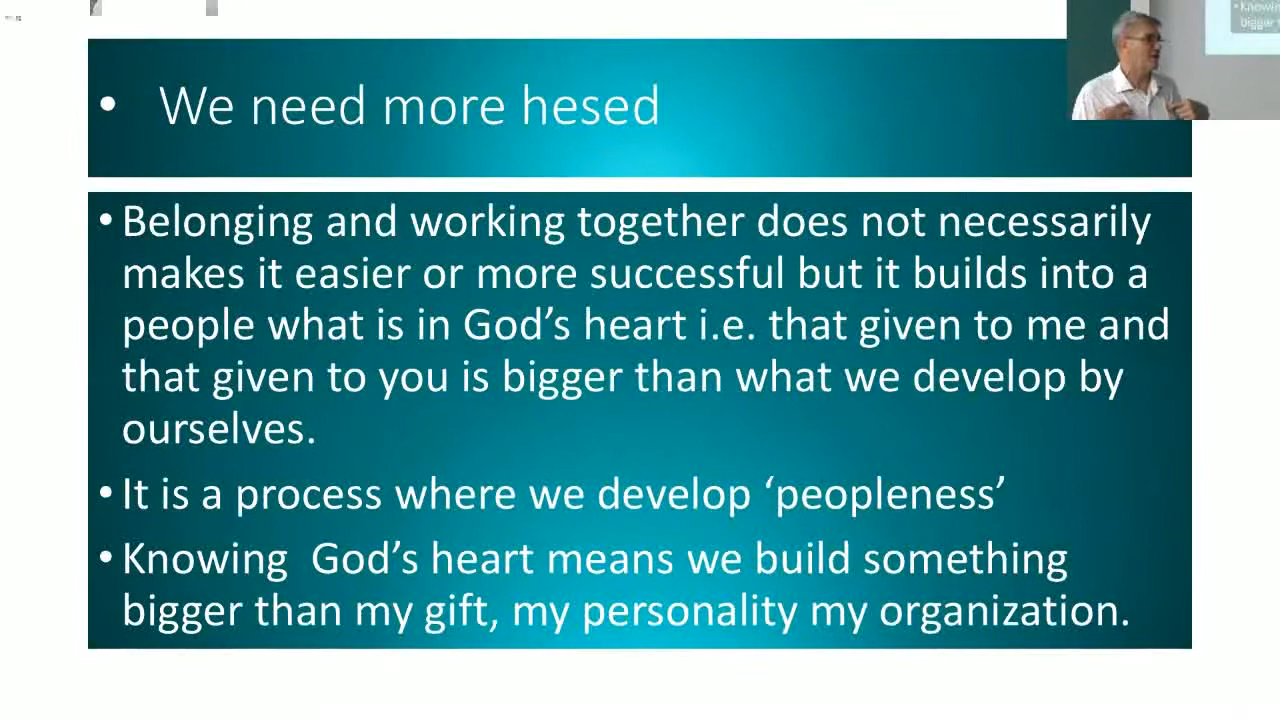 • We need more hesed
• Belonging and working together does not necessarily
makes it easier or more successful but it builds into a
people what is in God’s heart i.e. that given to me and
that given to you is bigger than what we develop by
ourselves.
• It is a process where we develop ‘peopleness’
• Knowing  God’s heart means we build something
bigger than my gift, my personality my organization.
• Knowin
bigger